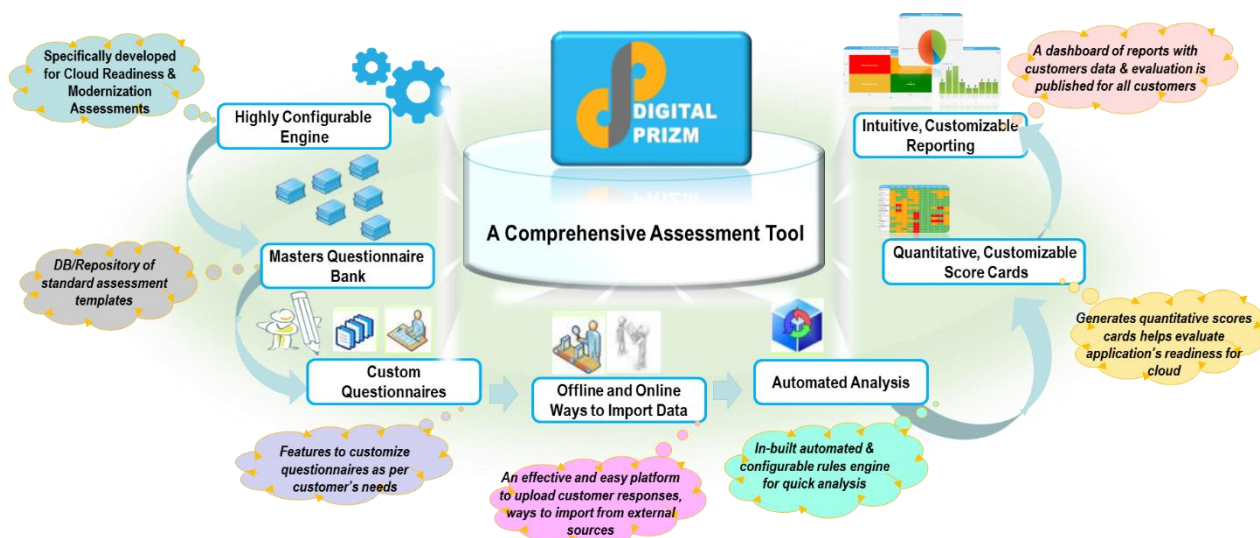 Specifically developed
for Cloud Readiness &
Modernization
Assessments
Highly Configurable
Engine
Masters Questionnaire
Bank
DB/Repository of
standard assessment
templates
Custom
Questionnaires
Features to customize
questionnaires as per
customer's needs
DIGITAL
PRIZM
A Comprehensive Assessment Tool
Offline and Online
Ways to Import Data
An effective and easy platform
to upload customer responses,
ways to import from external
sources
Automated Analysis
In-built automated &
configurable rules engine
for quick analysis
Quantitative, Customizable
Score Cards
Generates quantitative scores
cards helps evaluate
application's readiness for
cloud
Intuitive, Customizable
Reporting
A dashboard of reports with
customers data & evaluation is
published for all customers